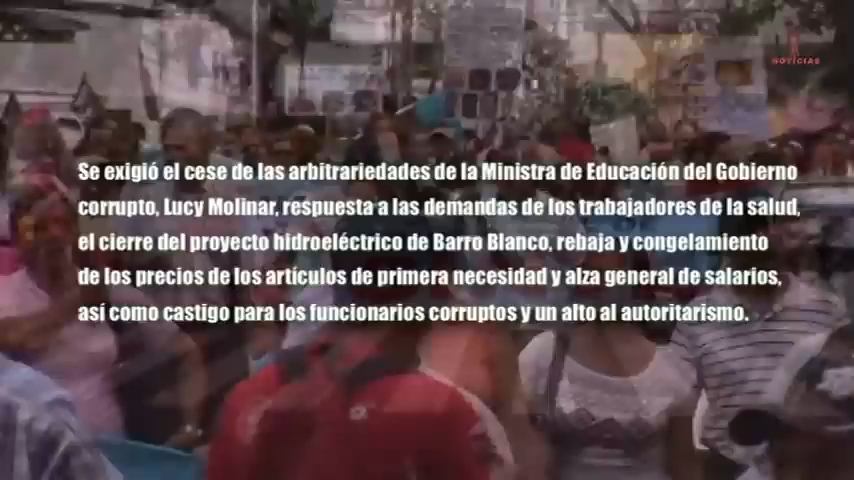 NOTICIAS
Se exigió el cese de las arbitrariedades de la Ministra de Educación del Gobierno
corrupto, Lucy Molinar, respuesta a las demandas de los trabajadores de la salud,
el cierre del proyecto hidroeléctrico de Barro Blanco, rebaja y congelamiento
de los precios de los artículos de primera necesidad y alza general de salarios,
así como castigo para los funcionarios corruptos y un alto al autoritarismo.